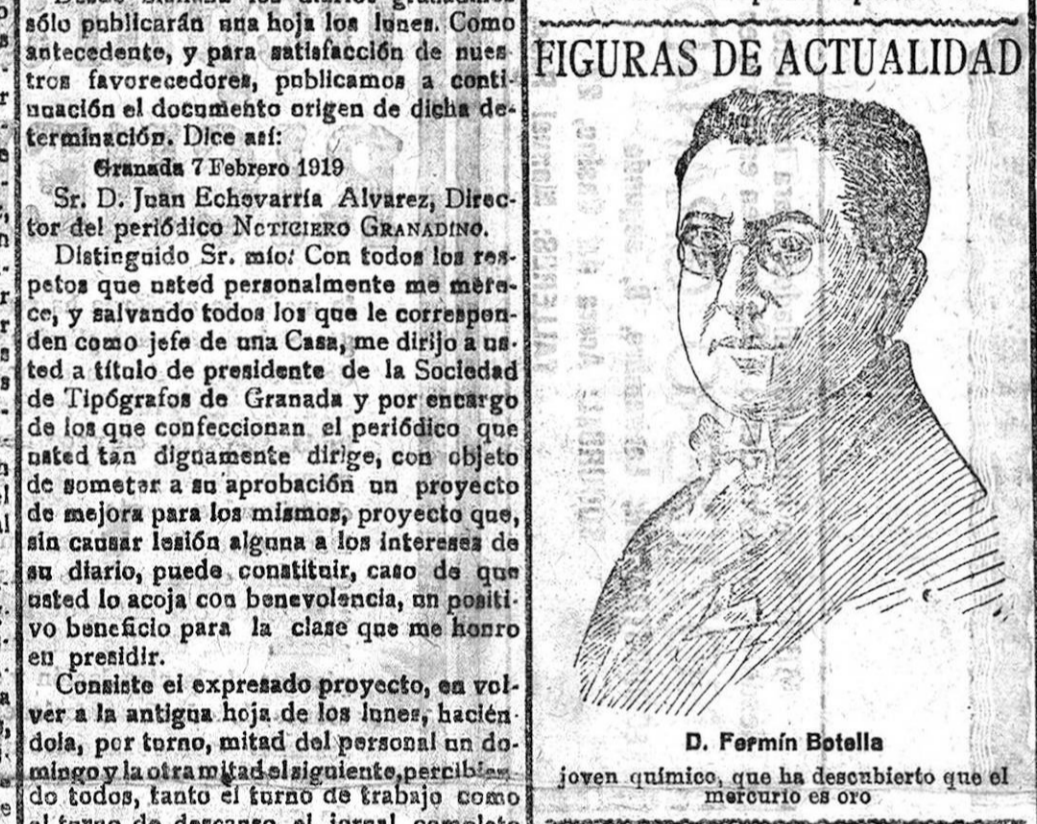 sólo publicarán una hoja los lunes. Como
antecedente, y para satisfacción de nues
tros favorecedores, publicamos a conti-
nuación el documento origen de dicha de-
terminación. Dice así:
Granada 7 Febrero 1919
Sr. D. Juan Echevarría Alvarez, Direc-
tor del periódico NOTICIERO GRANADINO.
Distinguido Sr. mío: Con todos los res-
petos que usted personalmente me mere-
ce, y salvando todos los que le correspon-
den como jefe de una Casa, me dirijo a us-
ted a título de presidente de la Sociedad
de Tipógrafos de Granada y por encargo
de los que confeccionan el periódico que
usted tan dignamente dirige, con objeto
de someter a su aprobación un proyecto
de mejora para los mismos, proyecto que,
sin causar lesión alguna a los intereses de
su diario, puede constituir, caso de que
usted lo acoja con benevolencia, un positi-
vo beneficio para la clase que me honro
en presidir.
Consiste el expresado proyecto, en vol-
ver a la antigua hoja de los lunes, hacién-
dola, por turno, mitad del personal un do-
mingo y la otra mitad el siguiente, percibien-
do todos, tanto el turno de trabajo como
el turno de descanso, el jornal completo
FIGURAS DE ACTUALIDAD
D. Fermín Botella
joven químico, que ha descubierto que el
mercurio es oro